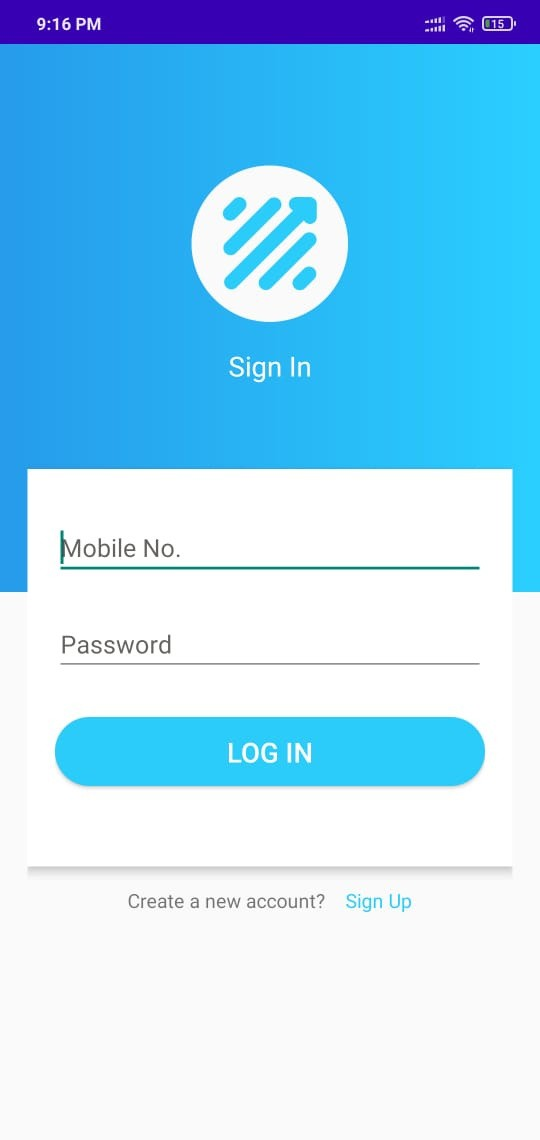 9:16 PM 15
Sign In
Mobile No.
Password
LOG IN
Create a new account? Sign Up